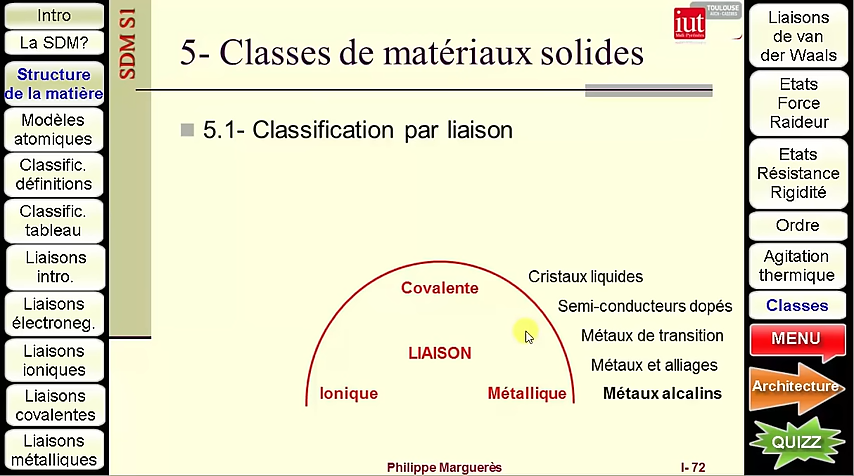 Intro
La SDM?
Structure
de la matière
Modèles
atomiques
Classific.
définitions
Classific.
tableau
Liaisons
intro.
Liaisons
électroneg.
Liaisons
ioniques
Liaisons
covalentes
Liaisons
métalliques
SDM S1
iut
Midi Pyrénées
TOULOUSE
5- Classes de matériaux solides
5.1- Classification par liaison
Covalente
LIAISON
Ionique
Métallique
Cristaux liquides
Semi-conducteurs dopés
Métaux de transition
Métaux et alliages
Métaux alcalins
Philippe Marguerès
I- 72
Liaisons
de van
der Waals
Etats
Force
Raideur
Etats
Résistance
Rigidité
Ordre
Agitation
thermique
Classes
MENU
Architecture
QUIZZ